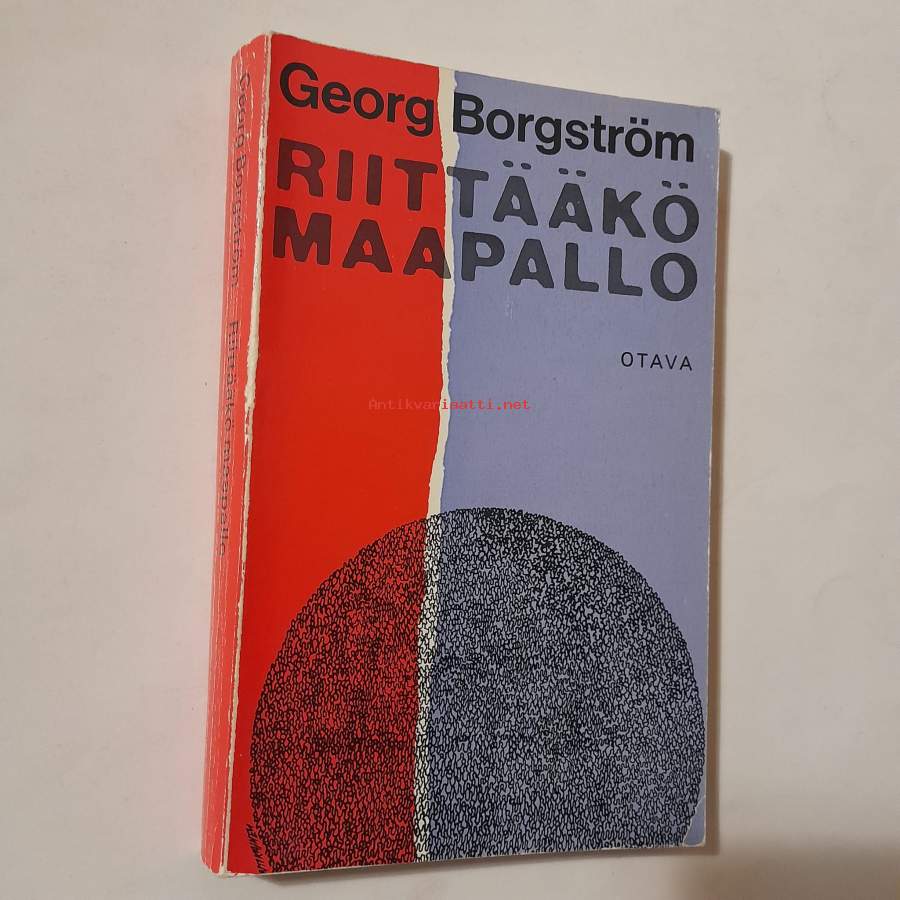 Georg Borgström
RIITTÄÄKÖ
MAAPALLO
OTAVA
Antikvariaatti.net
Georg Borgström Riittääkö maapallo